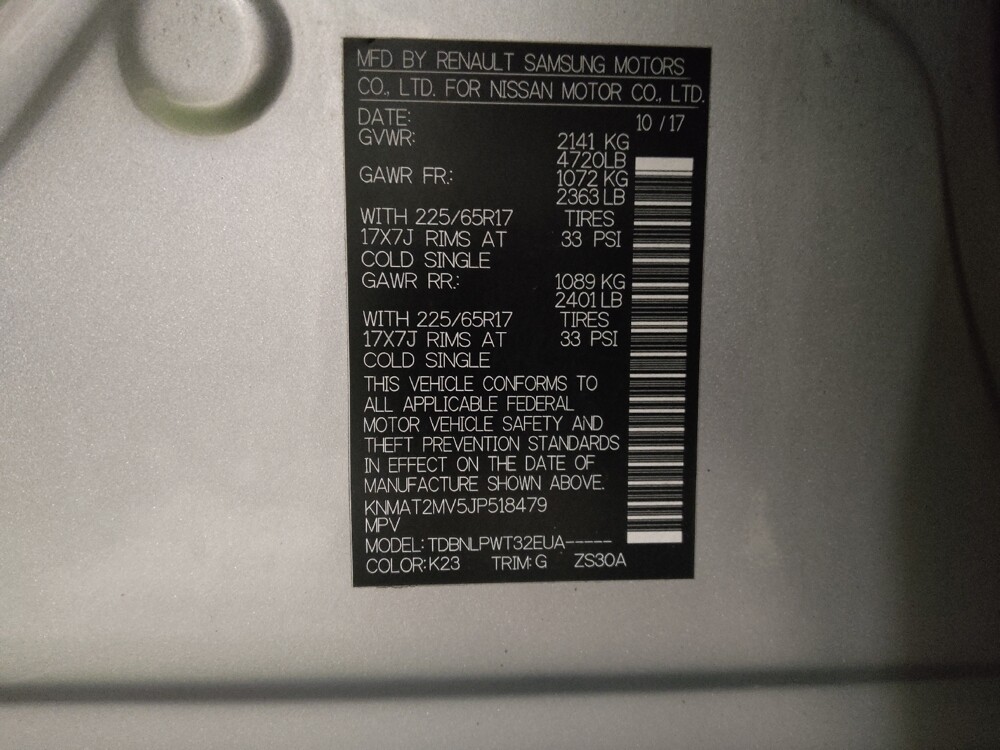 MFD BY RENAULT SAMSUNG MOTORS
CO., LTD. FOR NISSAN MOTOR CO., LTD.
DATE: 10 / 17
GVWR: 2141 KG
4720LB
GAWR FR.: 1072 KG
2363 LB
WITH 225/65R17 TIRES
17X7J RIMS AT 33 PSI
COLD SINGLE
GAWR RR.: 1089 KG
2401 LB
WITH 225/65R17 TIRES
17X7J RIMS AT 33 PSI
COLD SINGLE
THIS VEHICLE CONFORMS TO
ALL APPLICABLE FEDERAL
MOTOR VEHICLE SAFETY AND
THEFT PREVENTION STANDARDS
IN EFFECT ON THE DATE OF
MANUFACTURE SHOWN ABOVE.
KNMAT2MV5JP518479
MPV
MODEL: TDBNLPWT32EUA-----
COLOR: K23 TRIM: G ZS30A